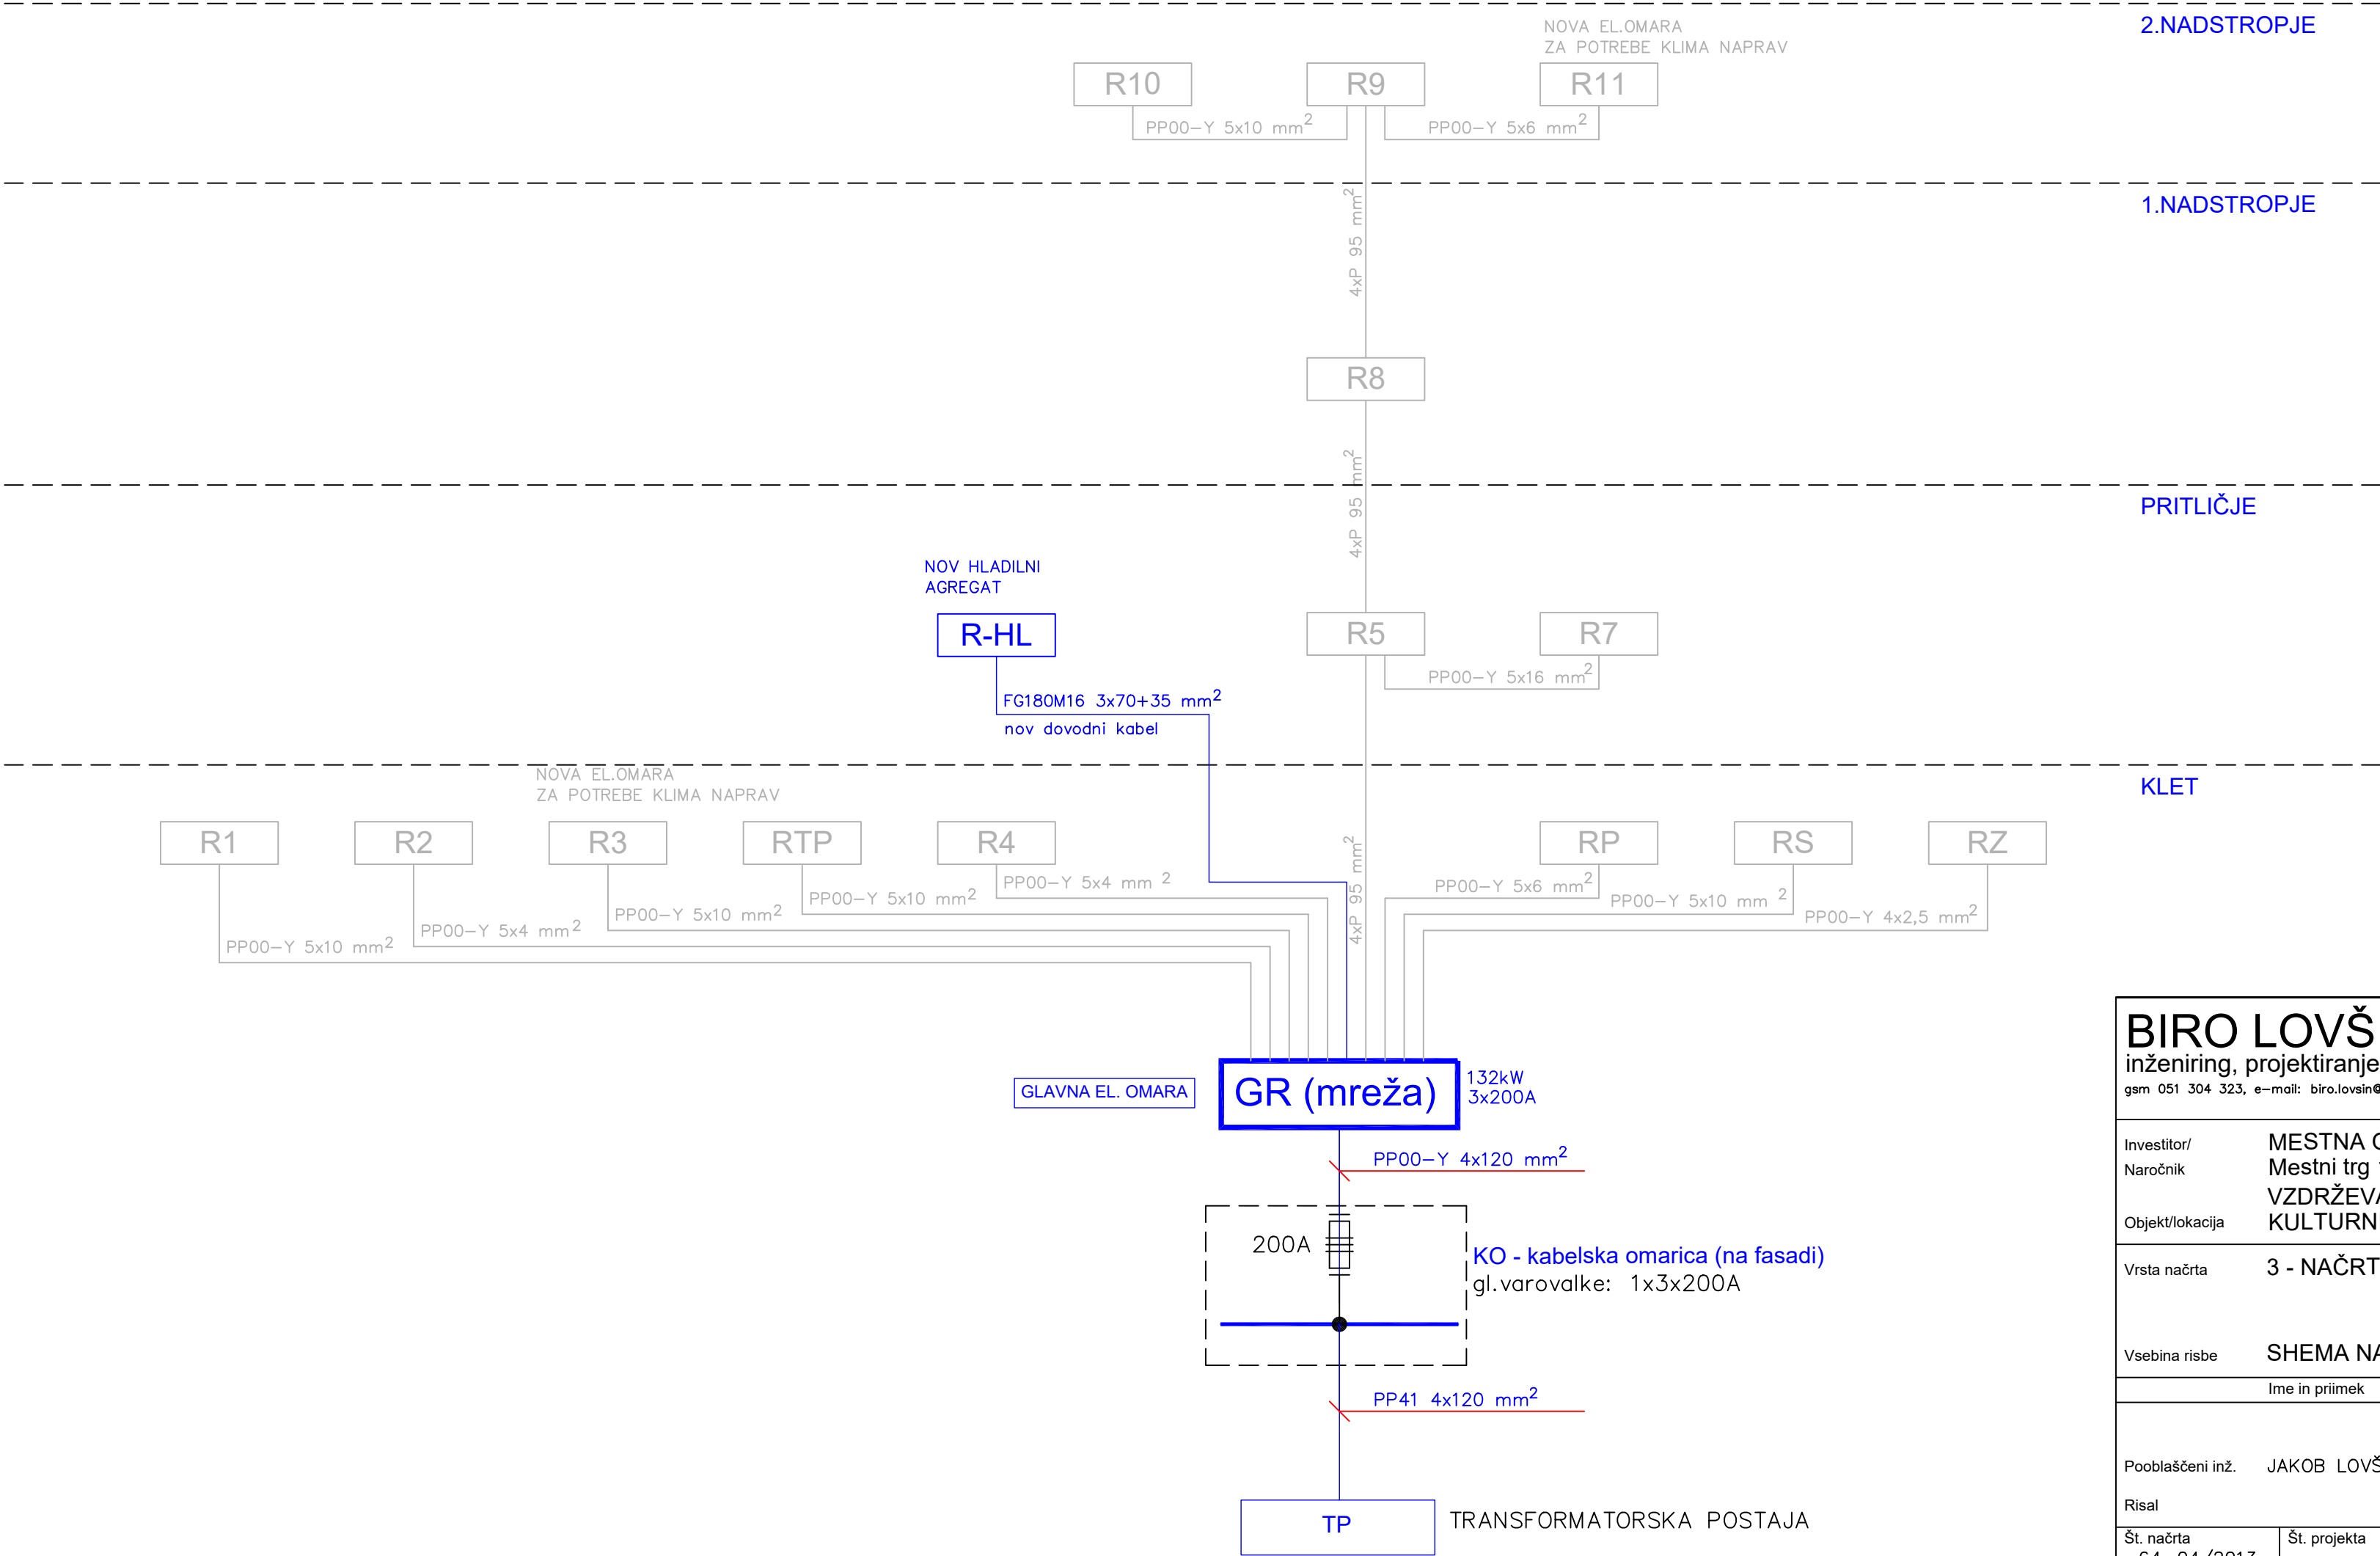 2.NADSTROPJE
NOVA EL.OMARA
ZA POTREBE KLIMA NAPRAV
R10
R9
R11
PP00-Y 5x10 mm²
PP00-Y 5x6 mm²
1.NADSTROPJE
4xP 95 mm²
R8
4xP 95 mm²
PRITLIČJE
NOV HLADILNI
AGREGAT
R-HL
R5
R7
PP00-Y 5x16 mm²
FG180M16 3x70+35 mm²
nov dovodni kabel
KLET
NOVA EL.OMARA
ZA POTREBE KLIMA NAPRAV
R1
R2
R3
RTP
R4
RP
RS
RZ
4xP 95 mm²
PP00-Y 5x4 mm ²
PP00-Y 5x6 mm²
PP00-Y 5x10 mm²
PP00-Y 5x10 mm ²
PP00-Y 5x10 mm²
PP00-Y 4x2,5 mm²
PP00-Y 5x4 mm²
PP00-Y 5x10 mm²
GLAVNA EL. OMARA
GR (mreža)
132kW
3x200A
PP00-Y 4x120 mm²
200A
KO - kabelska omarica (na fasadi)
gl.varovalke: 1x3x200A
PP41 4x120 mm²
TP
TRANSFORMATORSKA POSTAJA
BIRO LOVŠ
inženiring, projektiranje
gsm 051 304 323, e-mail: biro.lovsin@
Investitor/
Naročnik
MESTNA
Mestni trg
VZDRŽEVA
Objekt/lokacija
KULTURN
Vrsta načrta
3 - NAČRT
Vsebina risbe
SHEMA NA
Ime in priimek
Pooblaščeni inž.
JAKOB LOVŠ
Risal
Št. načrta
Št. projekta